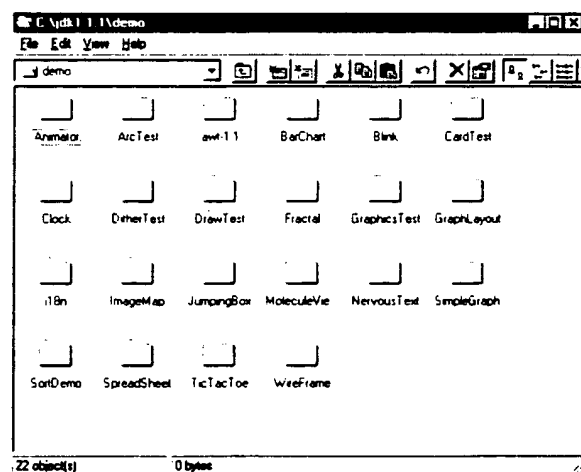 C:\jdk1.1.1\demo
File Edit View Help
demo
Animator ArcTest awt-1.1 BarChart Blink CardTest
Clock DitherTest DrawTest Fractal GraphicsTest GraphLayout
i18n ImageMap JumpingBox MoleculeVie NervousText SimpleGraph
SortDemo SpreadSheet TicTacToe WireFrame
22 object(s) 0 bytes